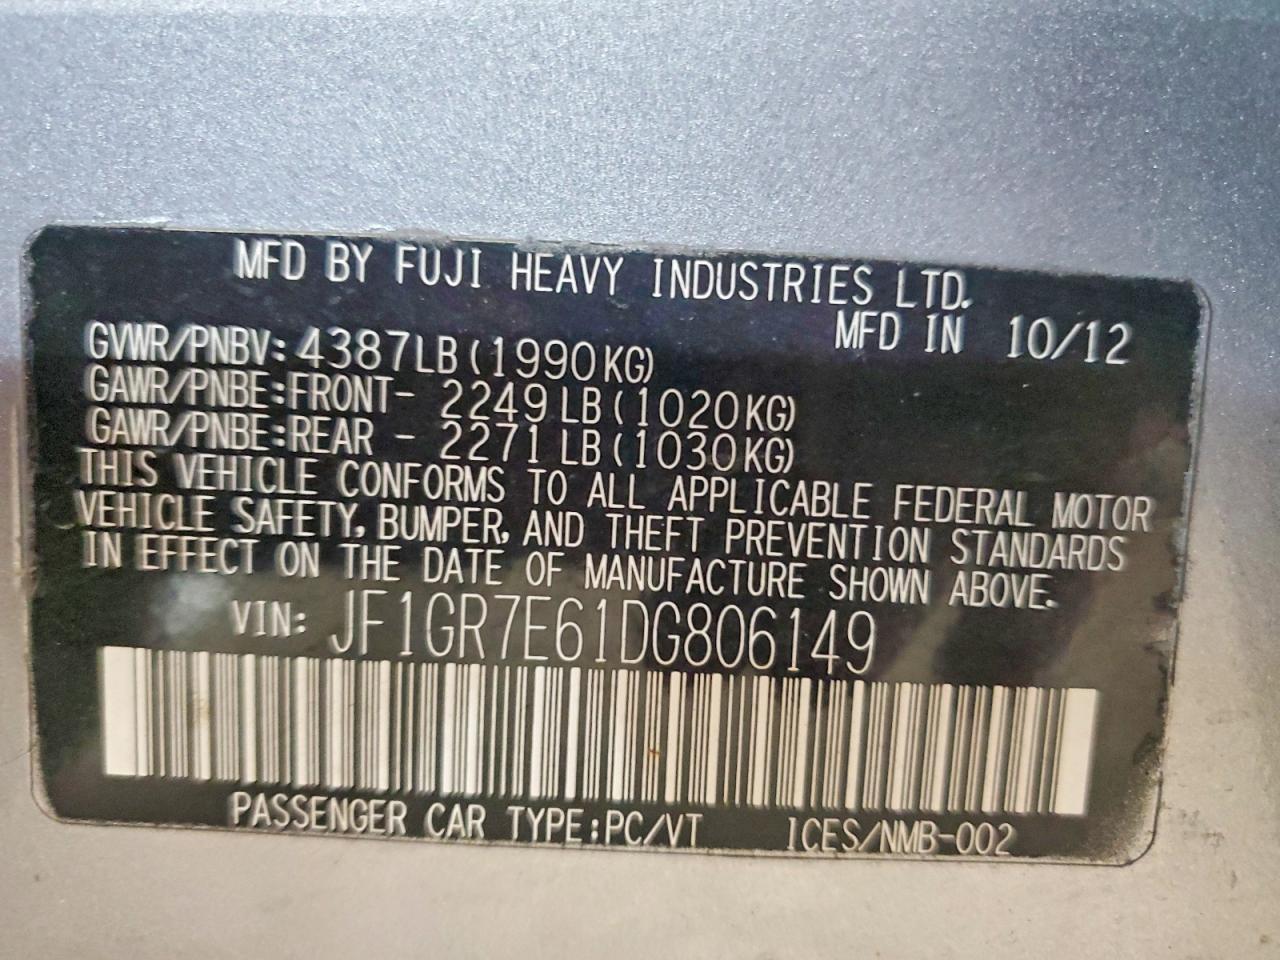 MFD BY FUJI HEAVY INDUSTRIES LTD.
MFD IN 10/12
GVWR/PNBV: 4387LB (1990KG)
GAWR/PNBE:FRONT- 2249LB (1020KG)
GAWR/PNBE:REAR - 2271LB (1030KG)
THIS VEHICLE CONFORMS TO ALL APPLICABLE FEDERAL MOTOR
VEHICLE SAFETY, BUMPER, AND THEFT PREVENTION STANDARDS
IN EFFECT ON THE DATE OF MANUFACTURE SHOWN ABOVE.
VIN: JF1GR7E61DG806149
PASSENGER CAR TYPE:PC/VT ICES/NMB-002